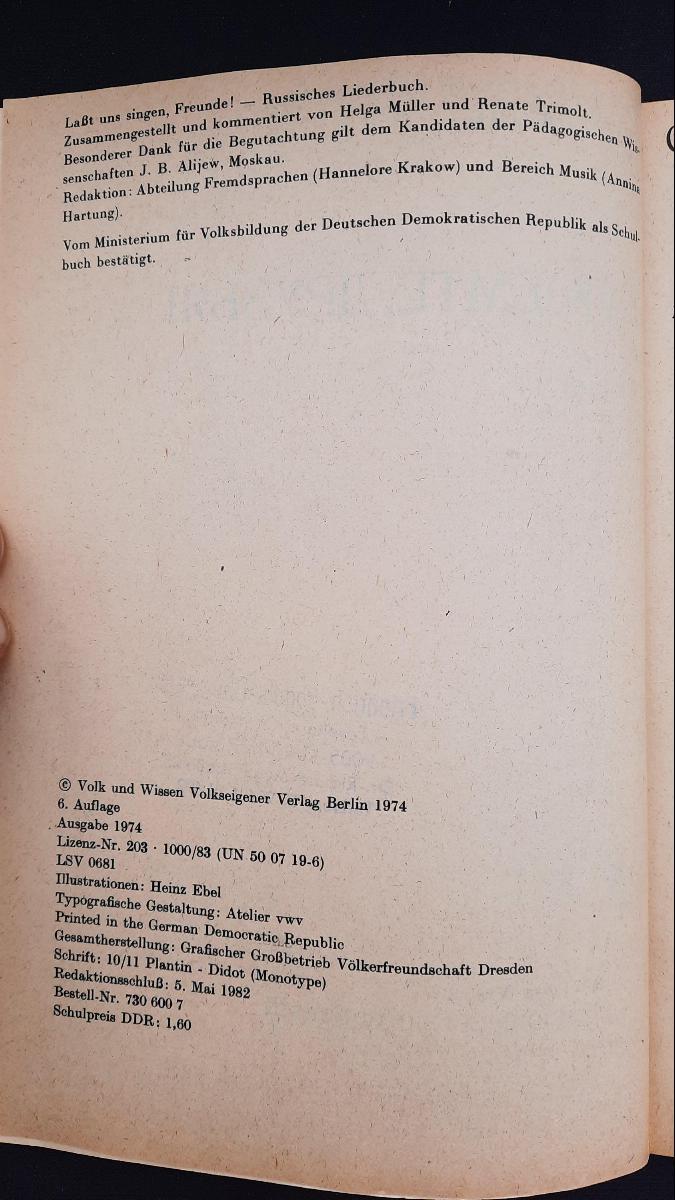 Laßt uns singen, Freunde! — Russisches Liederbuch.
Zusammengestellt und kommentiert von Helga Müller und Renate Trimolt.
Besonderer Dank für die Begutachtung gilt dem Kandidaten der Pädagogischen Wis-
senschaften J. B. Alijew, Moskau.
Redaktion: Abteilung Fremdsprachen (Hannelore Krakow) und Bereich Musik (Annina
Hartung).
Vom Ministerium für Volksbildung der Deutschen Demokratischen Republik als Schul-
buch bestätigt.
© Volk und Wissen Volkseigener Verlag Berlin 1974
6. Auflage
Ausgabe 1974
Lizenz-Nr. 203 · 1000/83 (UN 50 07 19-6)
LSV 0681
Illustrationen: Heinz Ebel
Typografische Gestaltung: Atelier vwv
Printed in the German Democratic Republic
Gesamtherstellung: Grafischer Großbetrieb Völkerfreundschaft Dresden
Schrift: 10/11 Plantin - Didot (Monotype)
Redaktionsschluß: 5. Mai 1982
Bestell-Nr. 730 600 7
Schulpreis DDR: 1,60